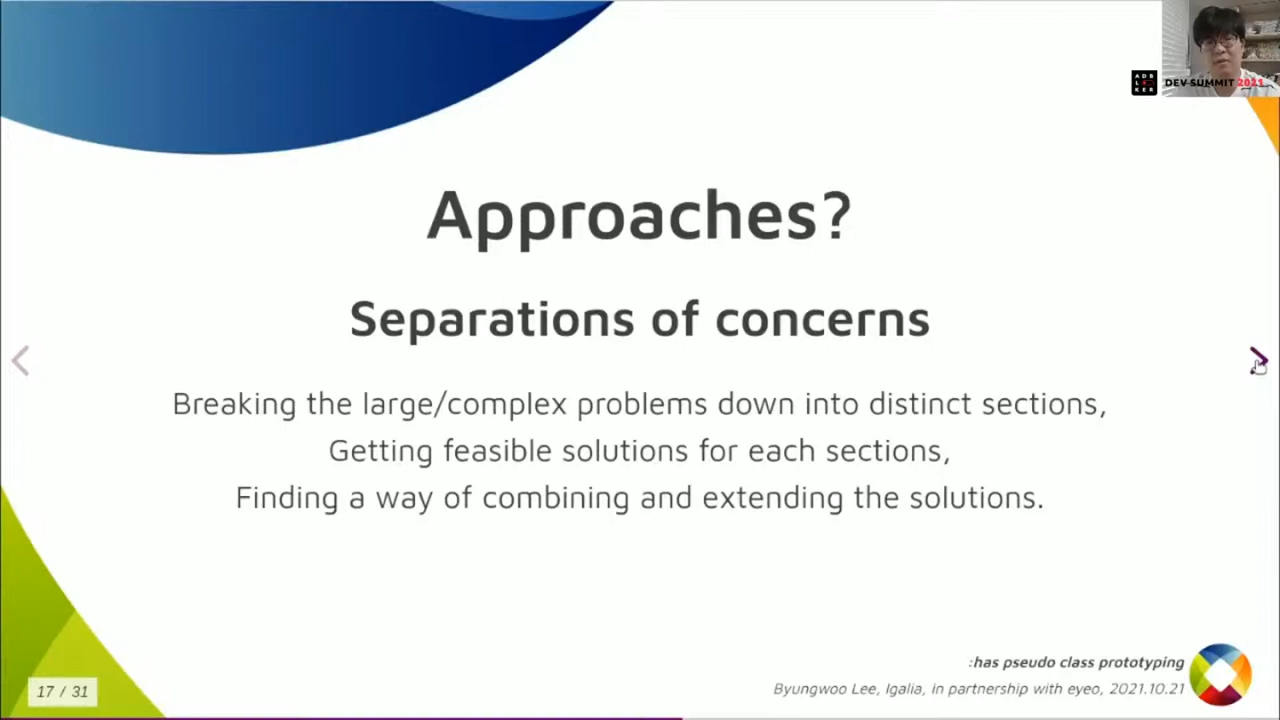 ADB
L
KER
DEV SUMMIT 2021
Approaches?
Separations of concerns
Breaking the large/complex problems down into distinct sections,
Getting feasible solutions for each sections,
Finding a way of combining and extending the solutions.
:has pseudo class prototyping
Byungwoo Lee, Igalia, in partnership with eyeo, 2021.10.21
17 / 31